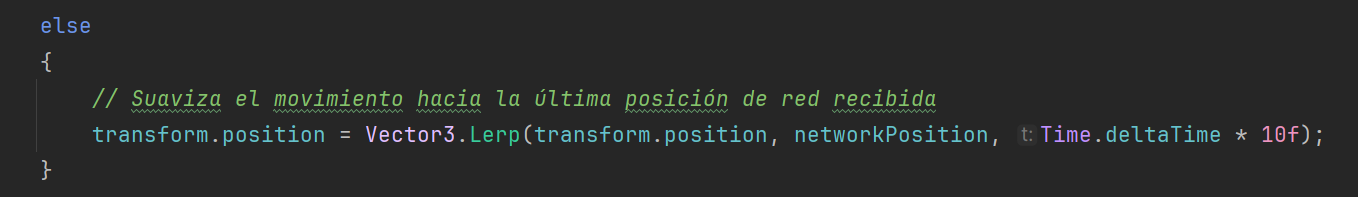 else
{
// Suaviza el movimiento hacia la última posición de red recibida
transform.position = Vector3.Lerp(transform.position, networkPosition, t: Time.deltaTime * 10f);
}